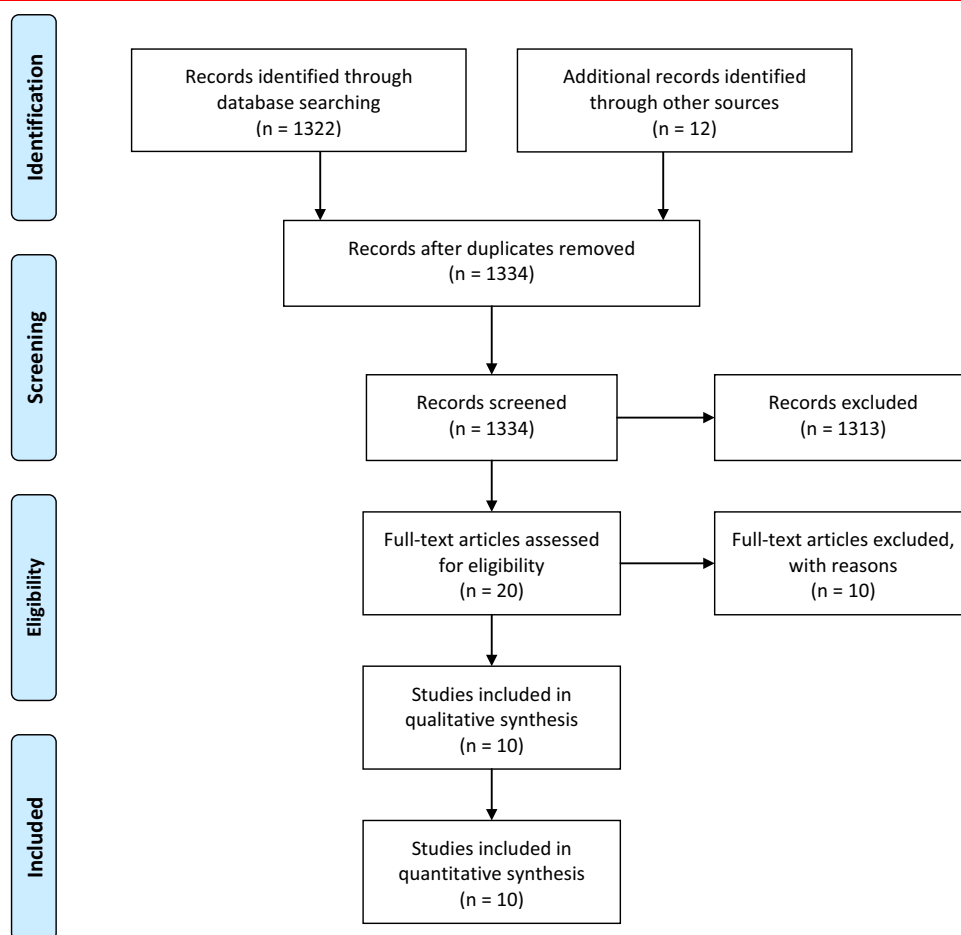 Identification
Records identified through
database searching
(n = 1322)
Additional records identified
through other sources
(n = 12)
Records after duplicates removed
(n = 1334)
Screening
Records screened
(n = 1334)
Records excluded
(n = 1313)
Eligibility
Full-text articles assessed
for eligibility
(n = 20)
Full-text articles excluded,
with reasons
(n = 10)
Studies included in
qualitative synthesis
(n = 10)
Included
Studies included in
quantitative synthesis
(n = 10)